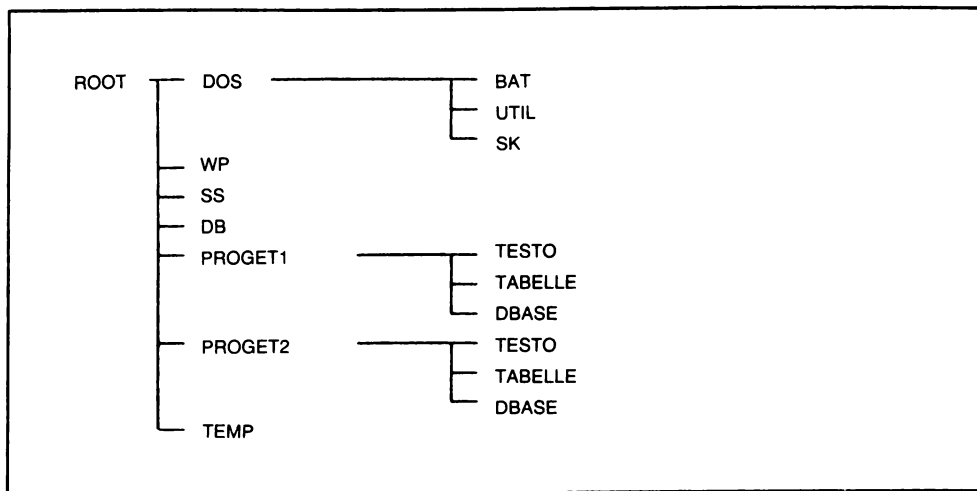 ROOT DOS BAT
UTIL
SK
WP
SS
DB
PROGET1 TESTO
TABELLE
DBASE
PROGET2 TESTO
TABELLE
DBASE
TEMP